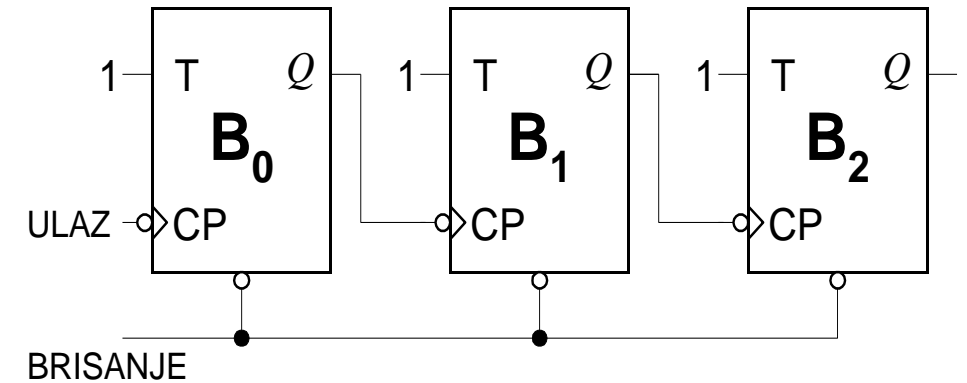 1 T Q 1 T Q 1 T Q
B0 B1 B2
ULAZ CP CP CP
BRISANJE